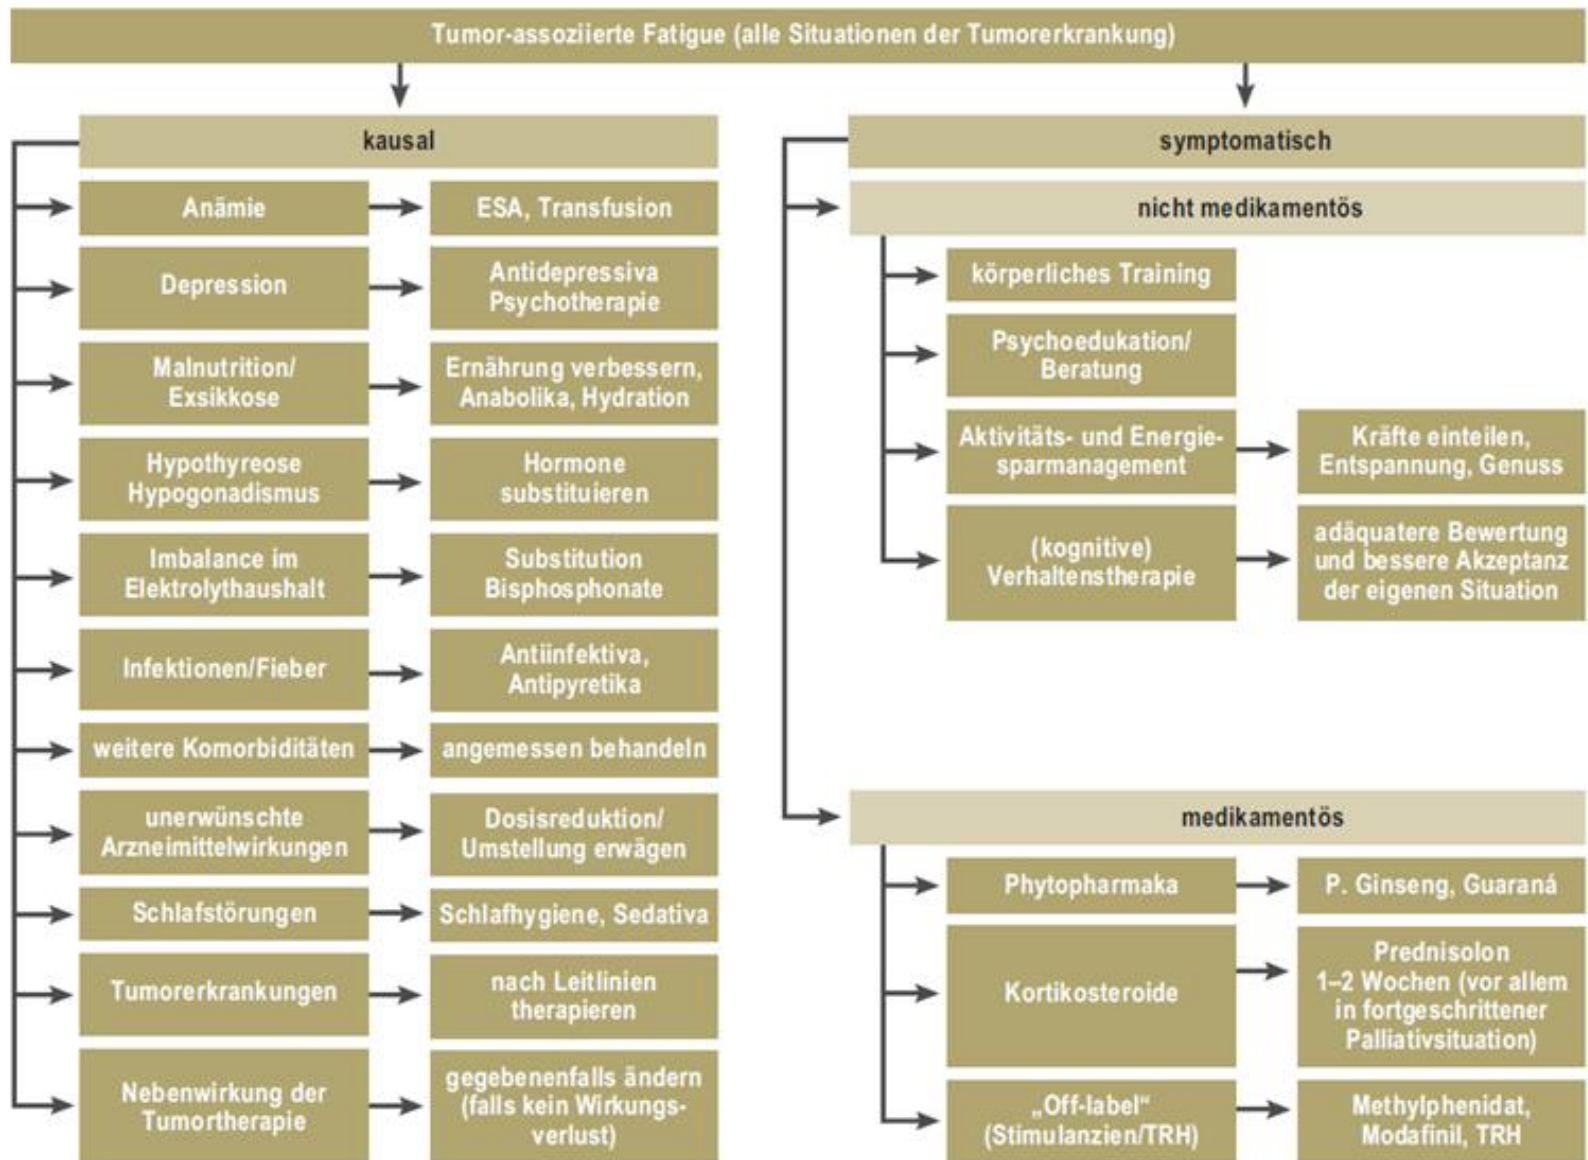 Tumor-assoziierte Fatigue (alle Situationen der Tumorerkrankung)
kausal
Anämie
ESA, Transfusion
Depression
Antidepressiva
Psychotherapie
Malnutrition/
Exsikkose
Ernährung verbessern,
Anabolika, Hydration
Hypothyreose
Hypogonadismus
Hormone
substituieren
Imbalance im
Elektrolythaushalt
Substitution
Bisphosphonate
Infektionen/Fieber
Antiinfektiva,
Antipyretika
weitere Komorbiditäten
angemessen behandeln
unerwünschte
Arzneimittelwirkungen
Dosisreduktion/
Umstellung erwägen
Schlafstörungen
Schlafhygiene, Sedativa
Tumorerkrankungen
nach Leitlinien
therapieren
Nebenwirkung der
Tumortherapie
gegebenenfalls ändern
(falls kein Wirkungs-
verlust)
symptomatisch
nicht medikamentös
körperliches Training
Psychoedukation/
Beratung
Aktivitäts- und Energie-
sparmanagement
Kräfte einteilen,
Entspannung, Genuss
(kognitive)
Verhaltenstherapie
adäquatere Bewertung
und bessere Akzeptanz
der eigenen Situation
medikamentös
Phytopharmaka
P. Ginseng, Guaraná
Kortikosteroide
Prednisolon
1–2 Wochen (vor allem
in fortgeschrittener
Palliativsituation)
„Off-label“
(Stimulanzien/TRH)
Methylphenidat,
Modafinil, TRH